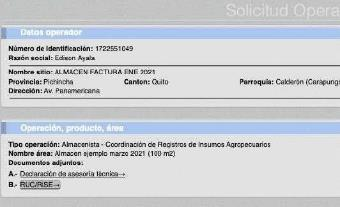 Solicitud Opera
Datos operador
Número de Identificación: 1722551049
Razón social: Edison Ayala
Nombre sitio: ALMACEN FACTURA ENE 2021
Provincia: Pichincha Canton: Quito Parroquia: Calderón (Carapung
Dirección: Av. Panamericana
Operación, producto, área
Tipo operación: Almacenista - Coordinación de Registros de Insumos Agropecuarios
Nombre área: Almacen ejemplo marzo 2021 (100 m2)
Documentos adjuntos:
A.- Declaración de asesoría técnica→
B.- RUC/RISE→